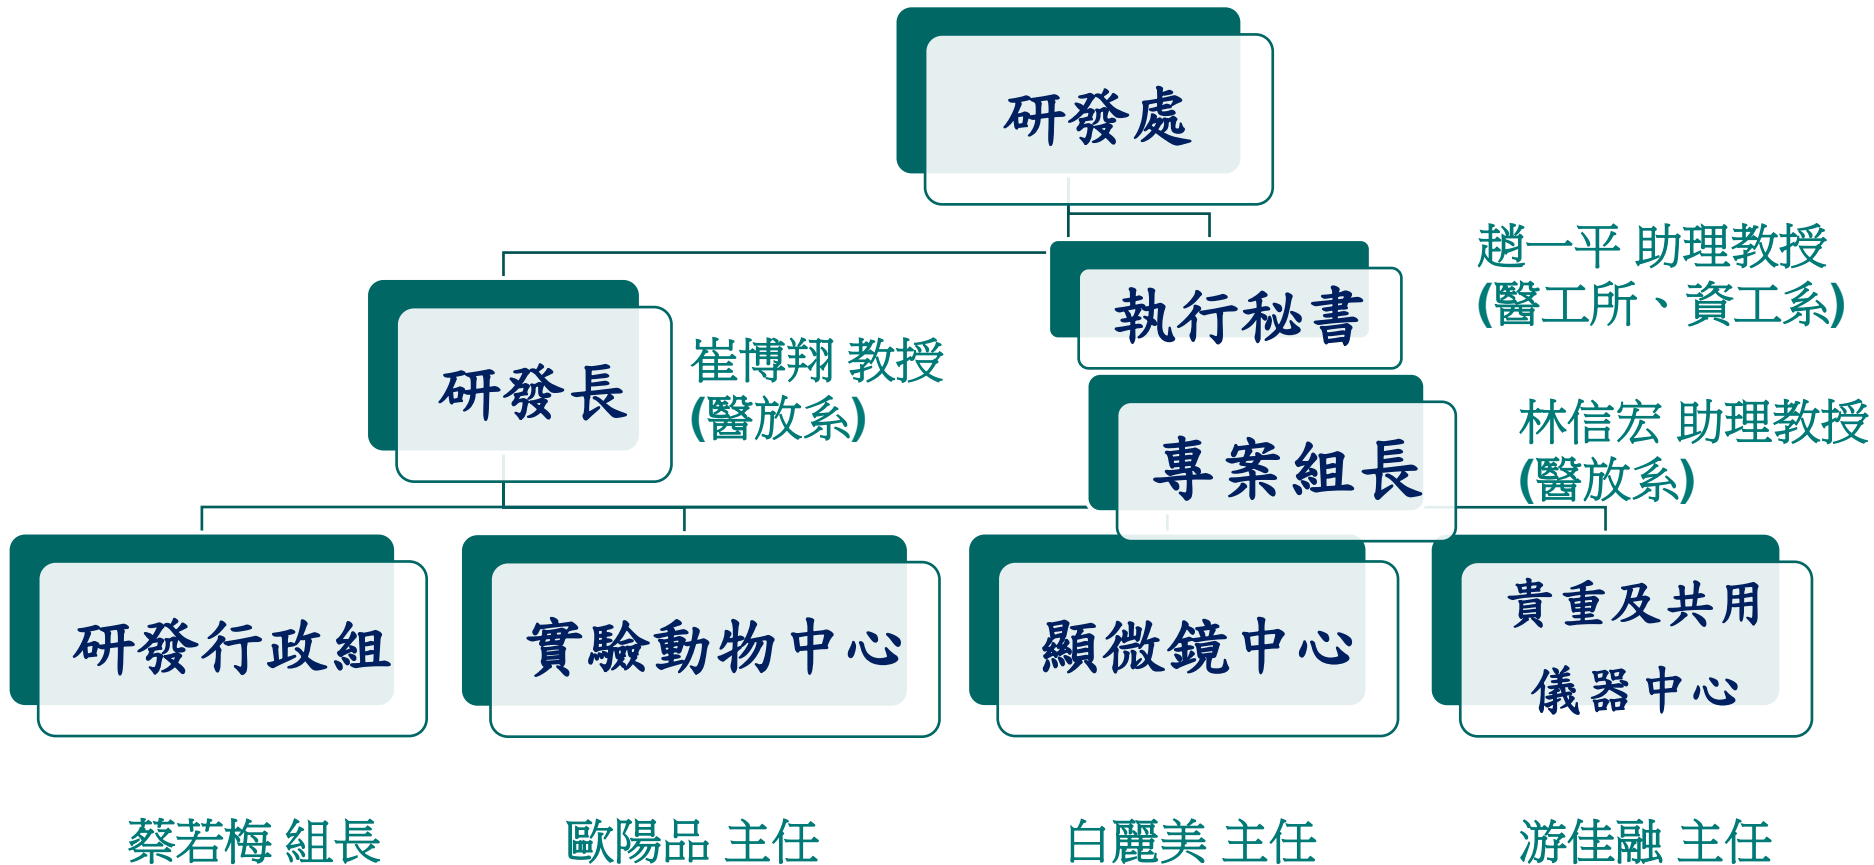 研發處
執行秘書
趙一平 助理教授
(醫工所、資工系)
研發長
崔博翔 教授
(醫放系)
專案組長
林信宏 助理教授
(醫放系)
研發行政組
實驗動物中心
顯微鏡中心
貴重及共用
儀器中心
蔡若梅 組長
歐陽品 主任
白麗美 主任
游佳融 主任